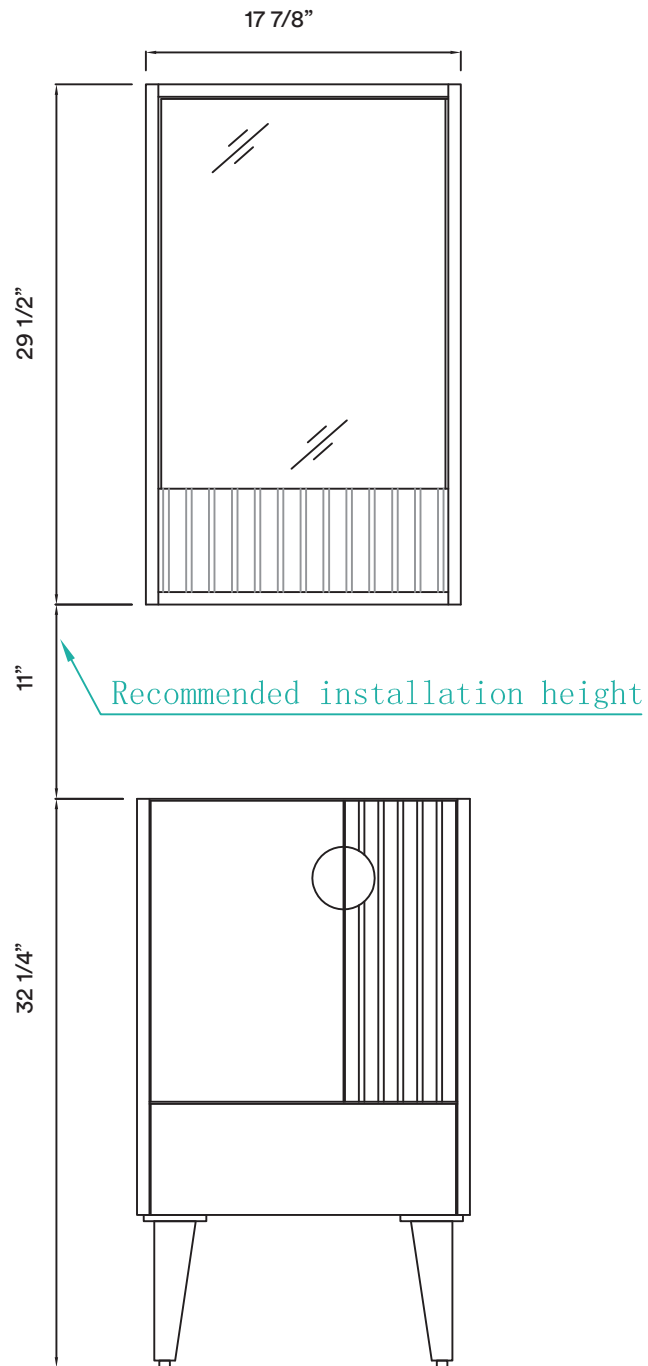 17 7/8”
29 1/2”
11”
Recommended installation height
32 1/4”